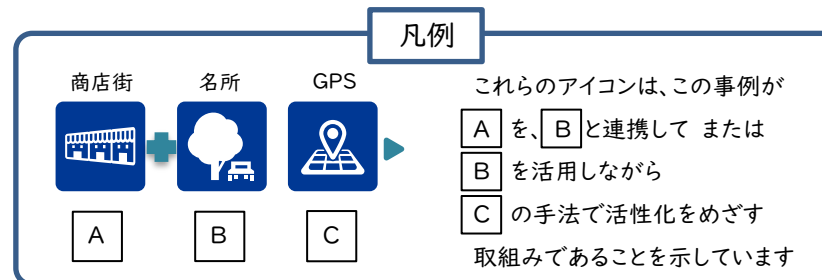 凡例
商店街 名所 GPS
A B C
これらのアイコンは、この事例が
A を、B と連携して または
B を活用しながら
C の手法で活性化をめざす
取組みであることを示しています